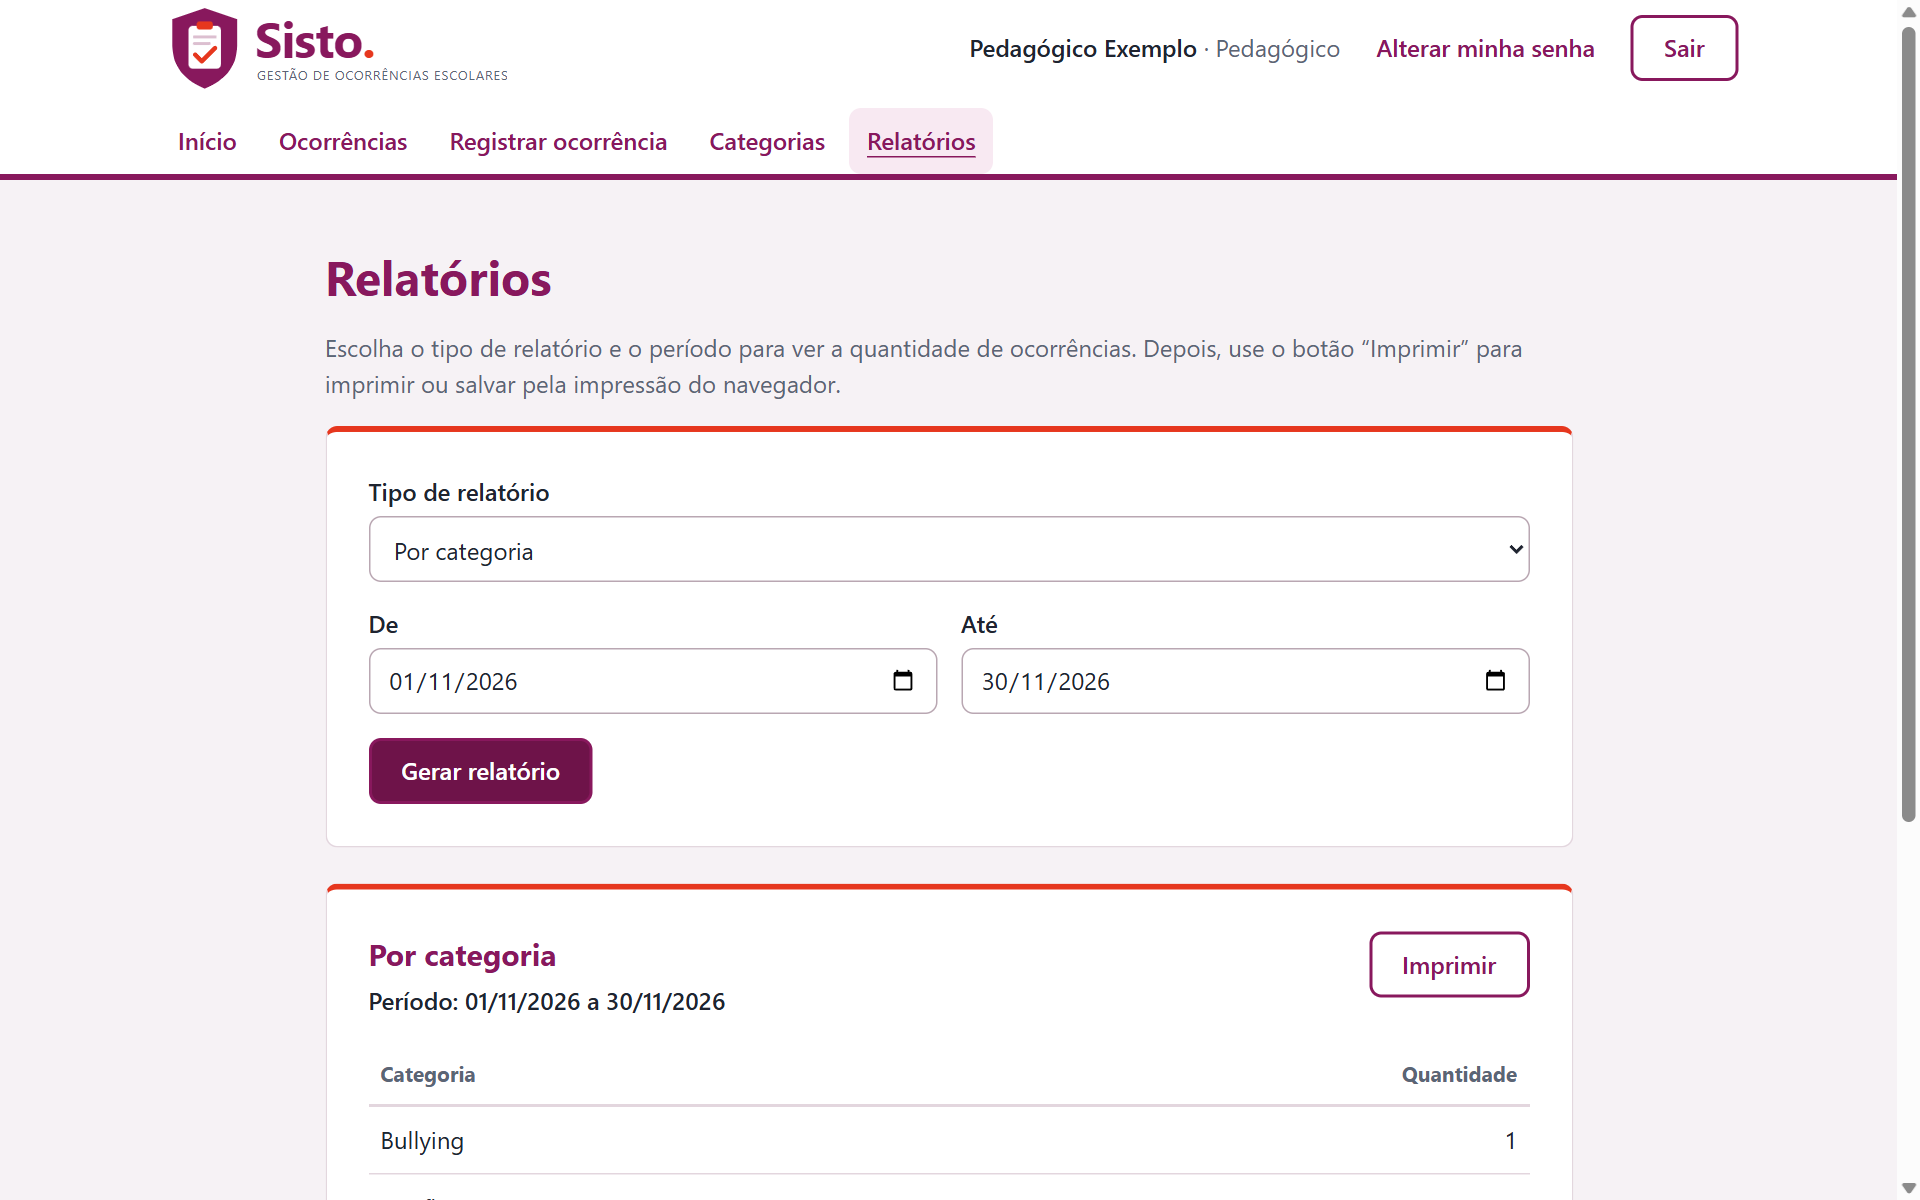 Sisto.
GESTÃO DE OCORRÊNCIAS ESCOLARES
Pedagógico Exemplo · Pedagógico
Alterar minha senha
Sair
Início
Ocorrências
Registrar ocorrência
Categorias
Relatórios
Relatórios
Escolha o tipo de relatório e o período para ver a quantidade de ocorrências. Depois, use o botão “Imprimir” para
imprimir ou salvar pela impressão do navegador.
Tipo de relatório
Por categoria
De
Até
01/11/2026
30/11/2026
Gerar relatório
Por categoria
Imprimir
Período: 01/11/2026 a 30/11/2026
Categoria
Quantidade
Bullying
1